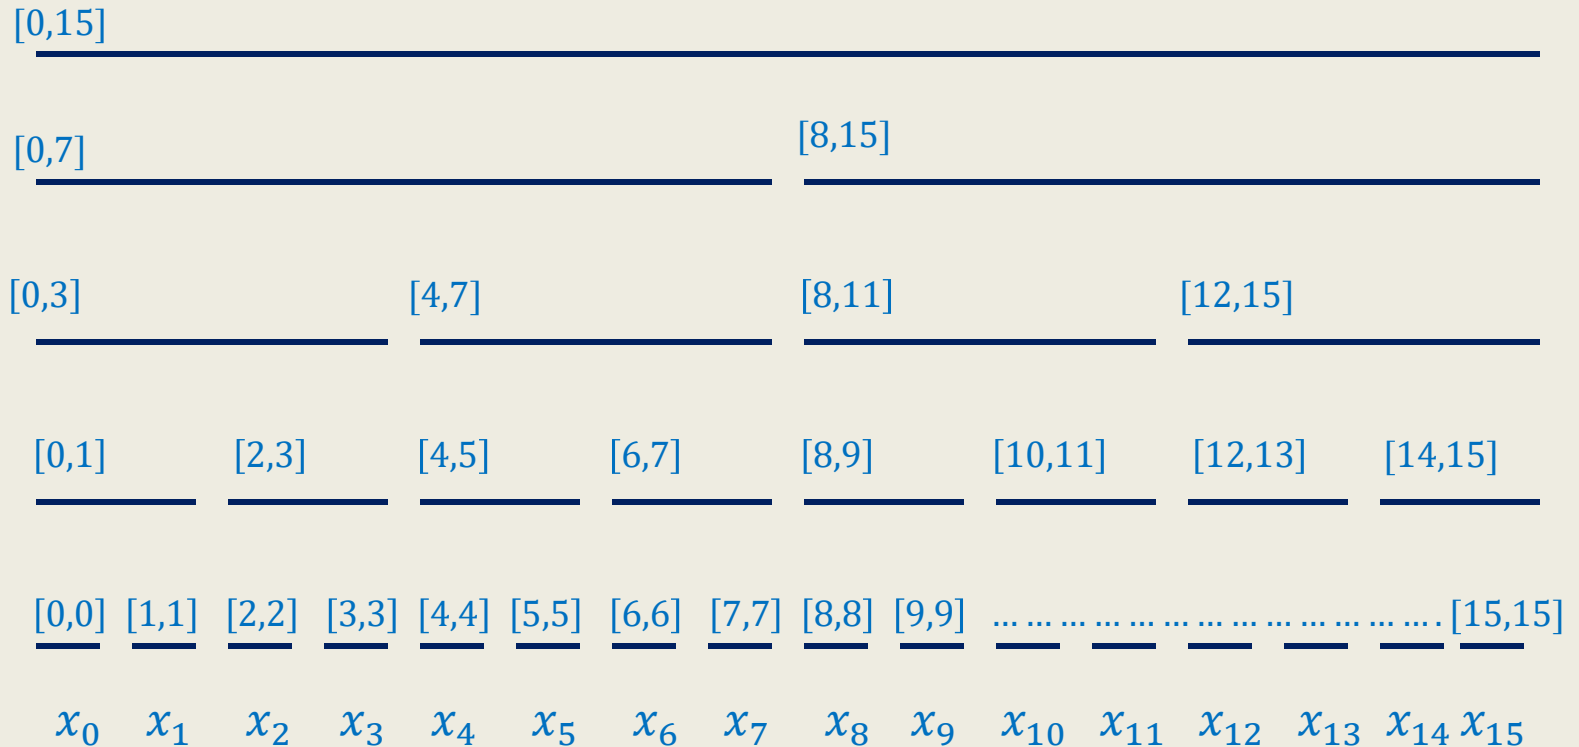 [0,15]
[0,7] [8,15]
[0,3] [4,7] [8,11] [12,15]
[0,1] [2,3] [4,5] [6,7] [8,9] [10,11] [12,13] [14,15]
[0,0] [1,1] [2,2] [3,3] [4,4] [5,5] [6,6] [7,7] [8,8] [9,9] … … … … … … … … … … … … … . [15,15]
x₀ x₁ x₂ x₃ x₄ x₅ x₆ x₇ x₈ x₉ x₁₀ x₁₁ x₁₂ x₁₃ x₁₄ x₁₅